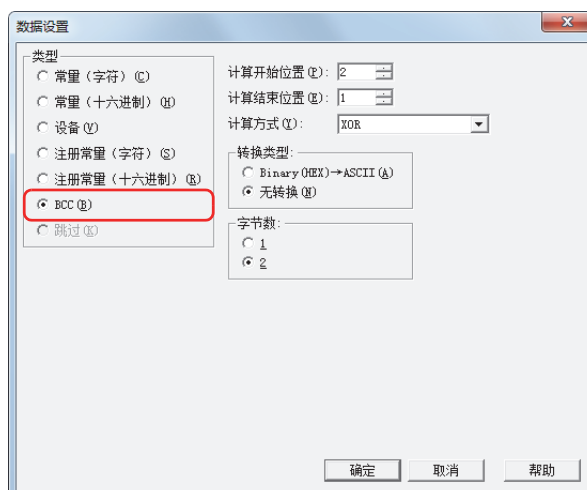 数据设置
类型
常量（字符）(C)
常量（十六进制）(H)
设备(V)
注册常量（字符）(S)
注册常量（十六进制）(R)
BCC(B)
跳过(K)
计算开始位置(P): 2
计算结束位置(E): 1
计算方式(Y): XOR
转换类型:
Binary(HEX)→ASCII(A)
无转换(N)
字节数:
1
2
确定 取消 帮助